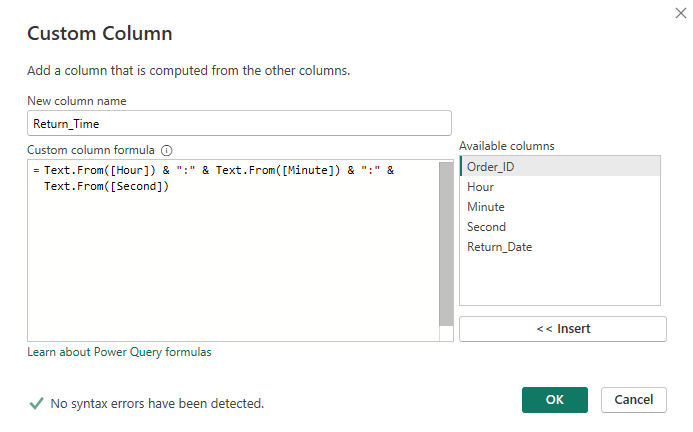 Custom Column
Add a column that is computed from the other columns.
New column name
Return_Time
Custom column formula
= Text.From([Hour]) & ":" & Text.From([Minute]) & ":" &
Text.From([Second])
Available columns
Order_ID
Hour
Minute
Second
Return_Date
<< Insert
Learn about Power Query formulas
No syntax errors have been detected.
OK
Cancel